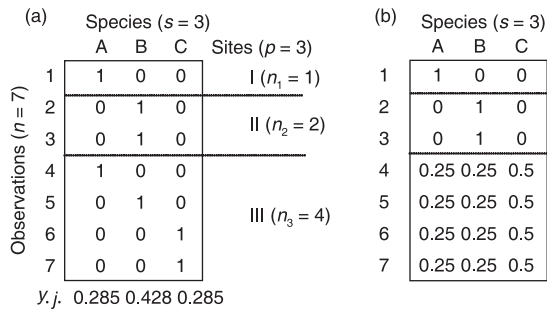 (a) Species (s = 3)
A B C Sites (p = 3)
Observations (n = 7)
1 1 0 0 I (n1 = 1)
2 0 1 0
II (n2 = 2)
3 0 1 0
4 1 0 0
5 0 1 0
III (n3 = 4)
6 0 0 1
7 0 0 1
y.j. 0.285 0.428 0.285
(b) Species (s = 3)
A B C
1 1 0 0
2 0 1 0
3 0 1 0
4 0.25 0.25 0.5
5 0.25 0.25 0.5
6 0.25 0.25 0.5
7 0.25 0.25 0.5